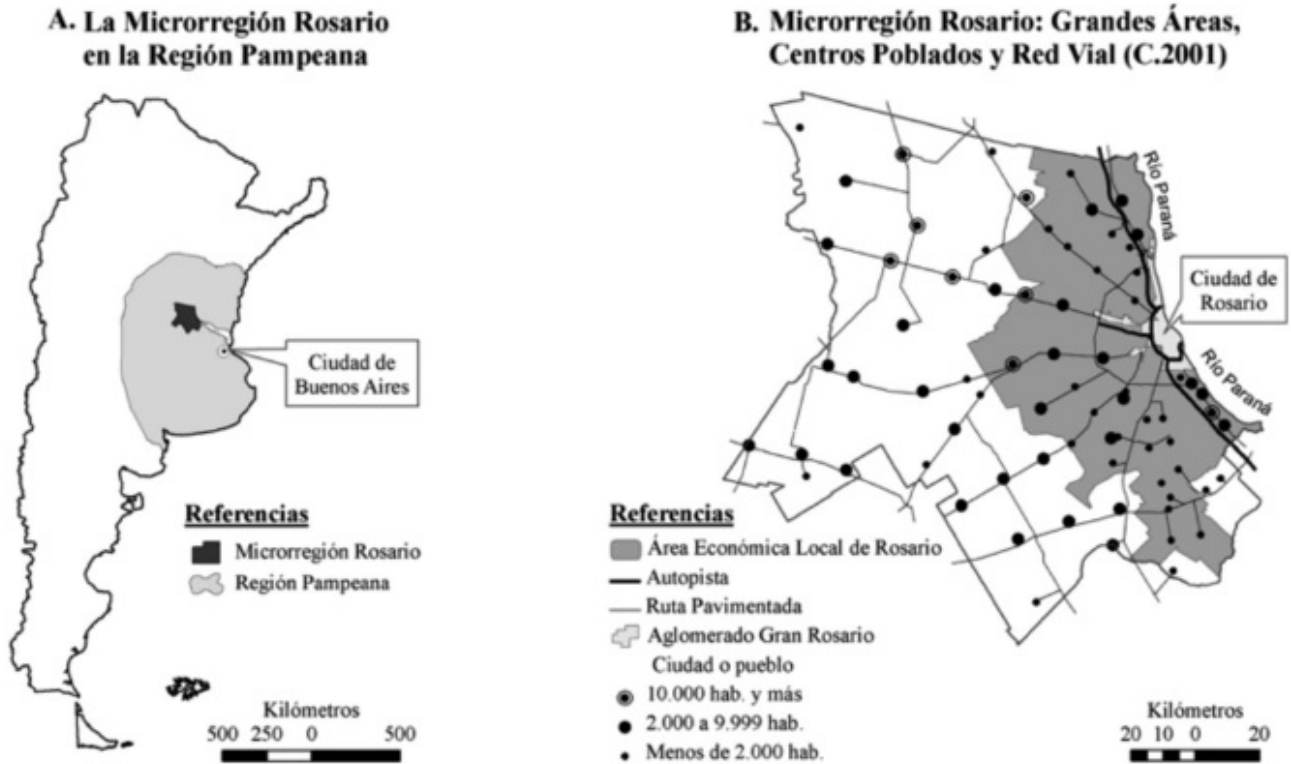 A. La Microrregión Rosario
en la Región Pampeana
Ciudad de
Buenos Aires
Referencias
Microrregión Rosario
Región Pampeana
Kilómetros
500 250 0 500
B. Microrregión Rosario: Grandes Áreas,
Centros Poblados y Red Vial (C.2001)
Río Paraná
Ciudad de
Rosario
Río Paraná
Referencias
Área Económica Local de Rosario
Autopista
Ruta Pavimentada
Aglomerado Gran Rosario
Ciudad o pueblo
10.000 hab. y más
2.000 a 9.999 hab.
Menos de 2.000 hab.
Kilómetros
20 10 0 20